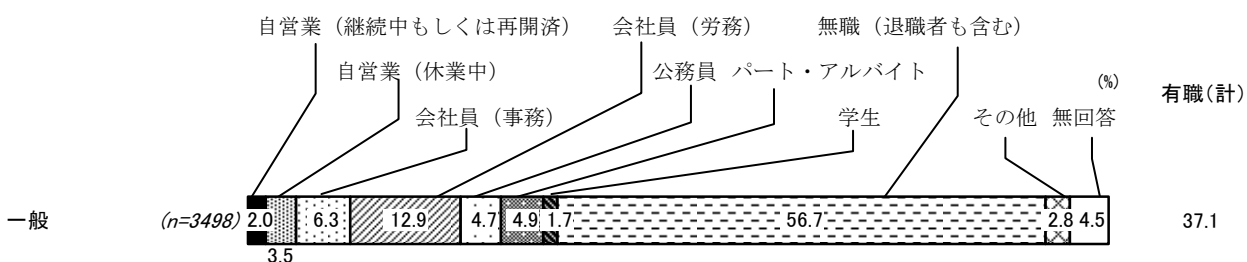 自営業（継続中もしくは再開済） 会社員（労務） 無職（退職者も含む）
自営業（休業中） 公務員 パート・アルバイト (%) 有職(計)
会社員（事務） 学生 その他 無回答
一般 (n=3498) 2.0 6.3 12.9 4.7 4.9 1.7 56.7 2.8 4.5 37.1
3.5